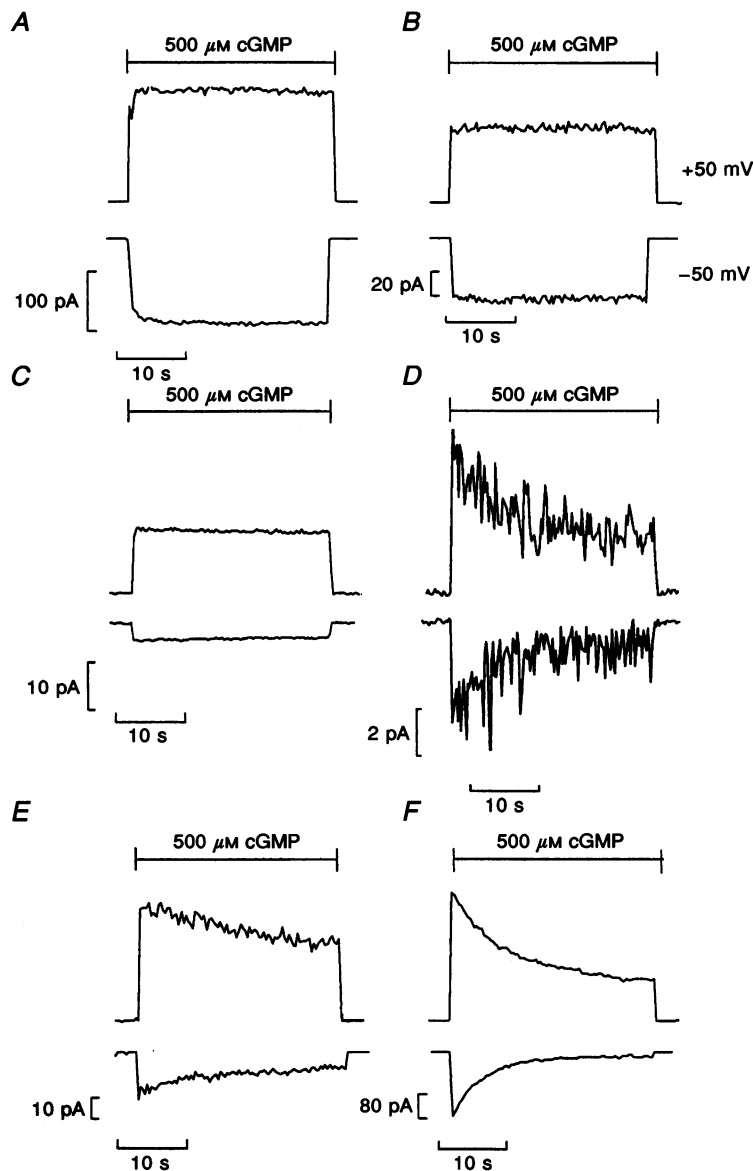 A
B
500 μM cGMP
500 μM cGMP
+50 mV
−50 mV
100 pA
20 pA
10 s
10 s
C
D
500 μM cGMP
500 μM cGMP
10 pA
10 s
2 pA
10 s
E
F
500 μM cGMP
500 μM cGMP
10 pA
80 pA
10 s
10 s